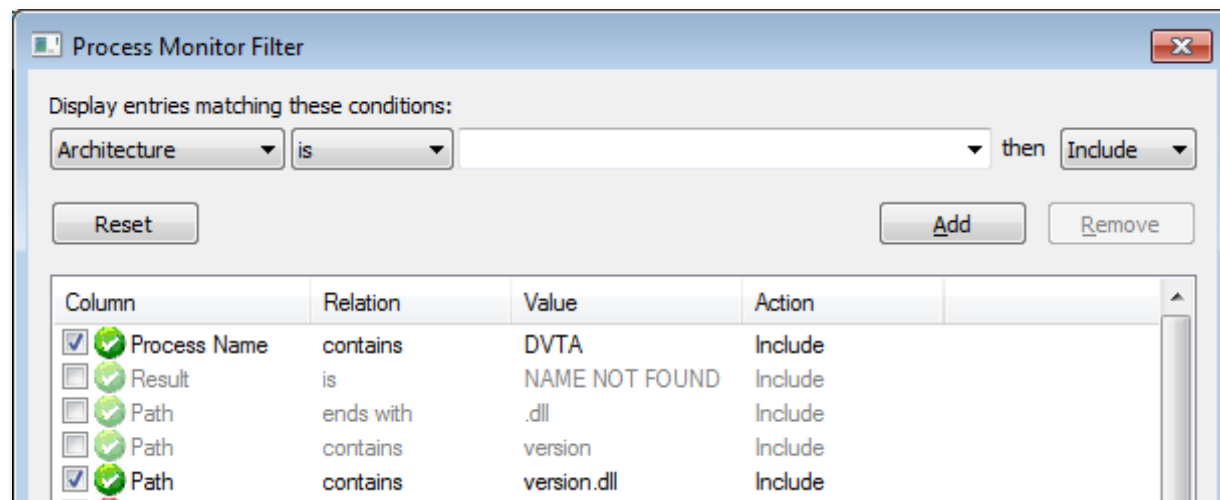 Process Monitor Filter
Display entries matching these conditions:
Architecture is then Include
Reset Add Remove
Column Relation Value Action
Process Name contains DVTA Include
Result is NAME NOT FOUND Include
Path ends with .dll Include
Path contains version Include
Path contains version.dll Include